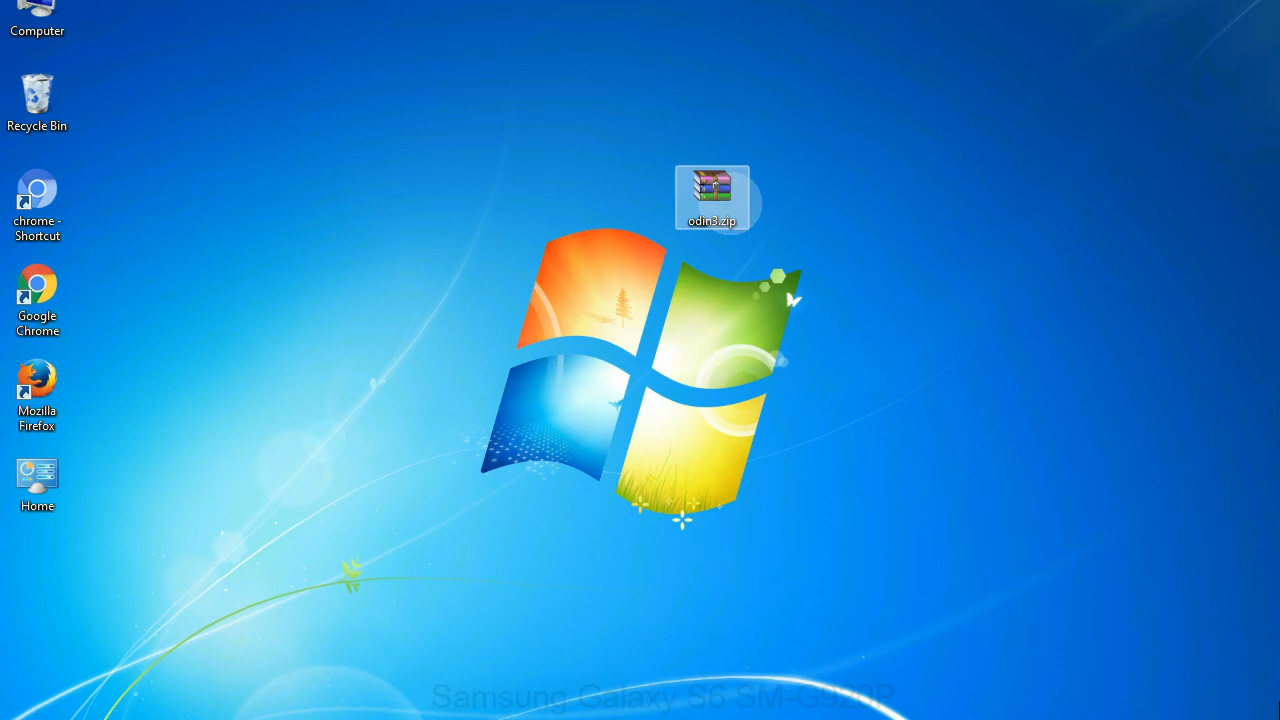 Computer
Recycle Bin
chrome -
Shortcut
Google
Chrome
Mozilla
Firefox
Home
odin3.zip
Samsung Galaxy S6 SM-G920P